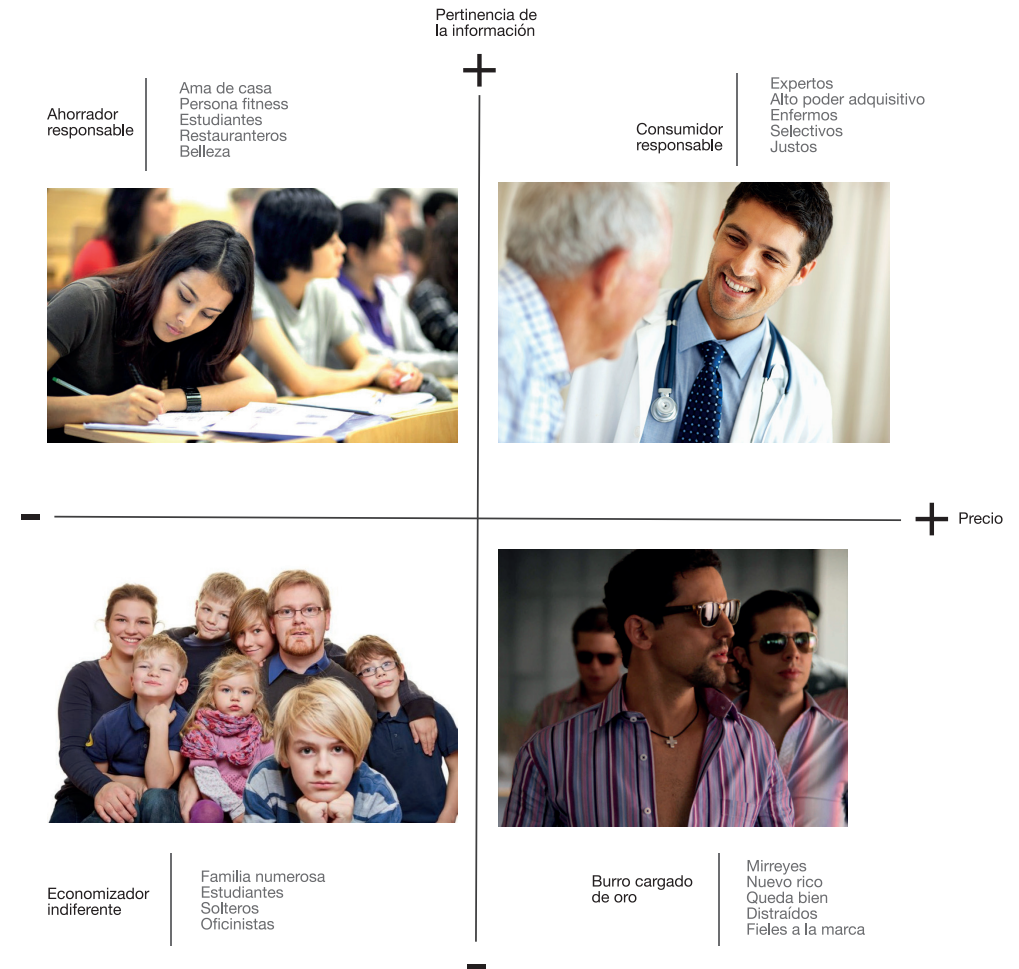 Pertinencia de
la información
+
Ahorrador
responsable
Ama de casa
Persona fitness
Estudiantes
Restauranteros
Belleza
Consumidor
responsable
Expertos
Alto poder adquisitivo
Enfermos
Selectivos
Justos
-
+ Precio
Economizador
indiferente
Familia numerosa
Estudiantes
Solteros
Oficinistas
Burro cargado
de oro
Mirreyes
Nuevo rico
Queda bien
Distraídos
Fieles a la marca
-